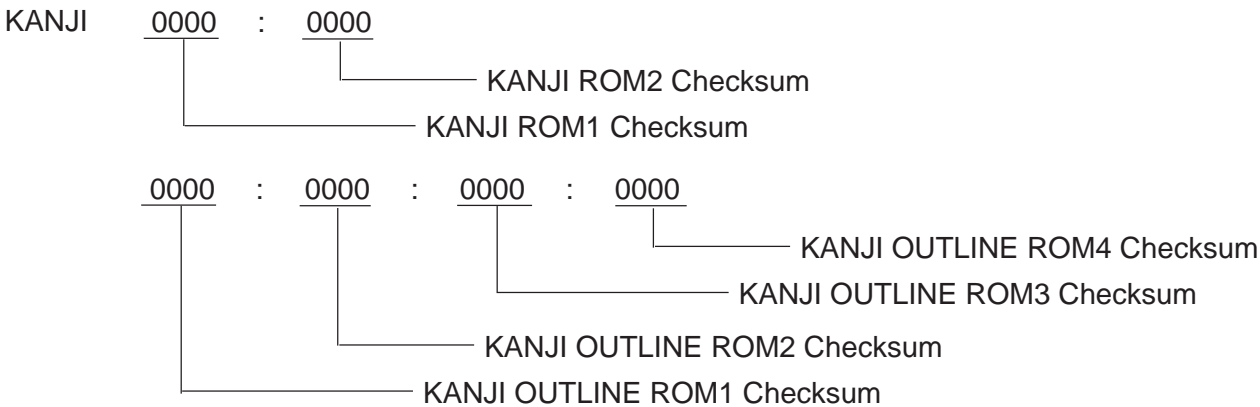 KANJI 0000 : 0000
KANJI ROM2 Checksum
KANJI ROM1 Checksum
0000 : 0000 : 0000 : 0000
KANJI OUTLINE ROM4 Checksum
KANJI OUTLINE ROM3 Checksum
KANJI OUTLINE ROM2 Checksum
KANJI OUTLINE ROM1 Checksum